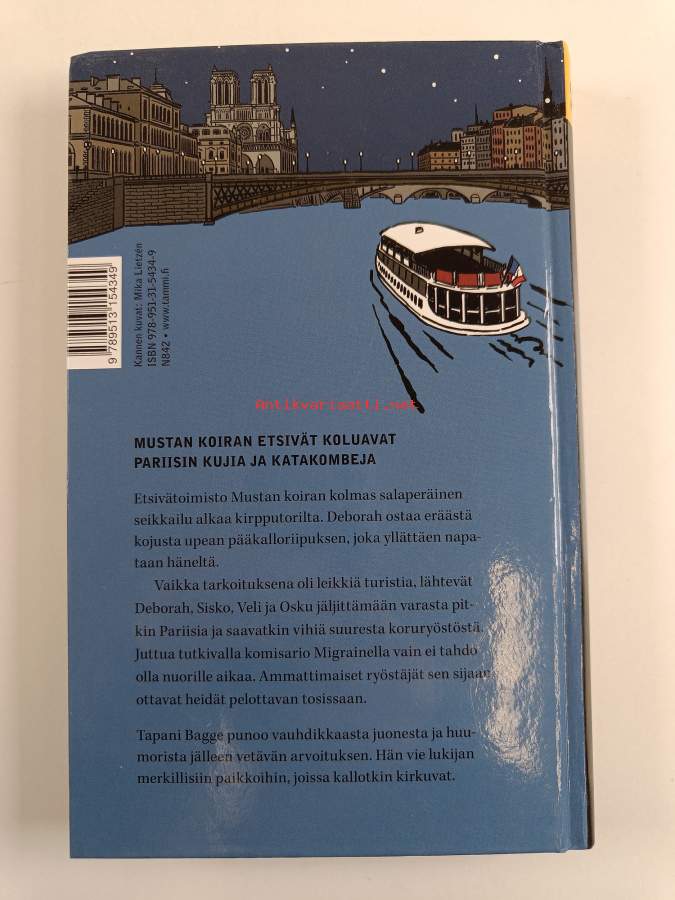 Kannen kuvat: Mika Lietzén
ISBN 978-951-31-5434-9
N842 • www.tammi.fi
9 789513 154349
Antikvariaatti.net
MUSTAN KOIRAN ETSIVÄT KOLUAVAT
PARIISIN KUJIA JA KATAKOMBEJA
Etsivätoimisto Mustan koiran kolmas salaperäinen
seikkailu alkaa kirpputorilta. Deborah ostaa eräästä
kojusta upean pääkalloriipuksen, joka yllättäen napa-
taan häneltä.
Vaikka tarkoituksena oli leikkiä turistia, lähtevät
Deborah, Sisko, Veli ja Osku jäljittämään varasta pit-
kin Pariisia ja saavatkin vihiä suuresta koruryöstöstä.
Juttua tutkivalla komisario Migrainella vain ei tahdo
olla nuorille aikaa. Ammattimaiset ryöstäjät sen sijaan
ottavat heidät pelottavan tosissaan.
Tapani Bagge punoo vauhdikkaasta juonesta ja huu-
morista jälleen vetävän arvoituksen. Hän vie lukijan
merkillisiin paikkoihin, joissa kallotkin kirkuvat.